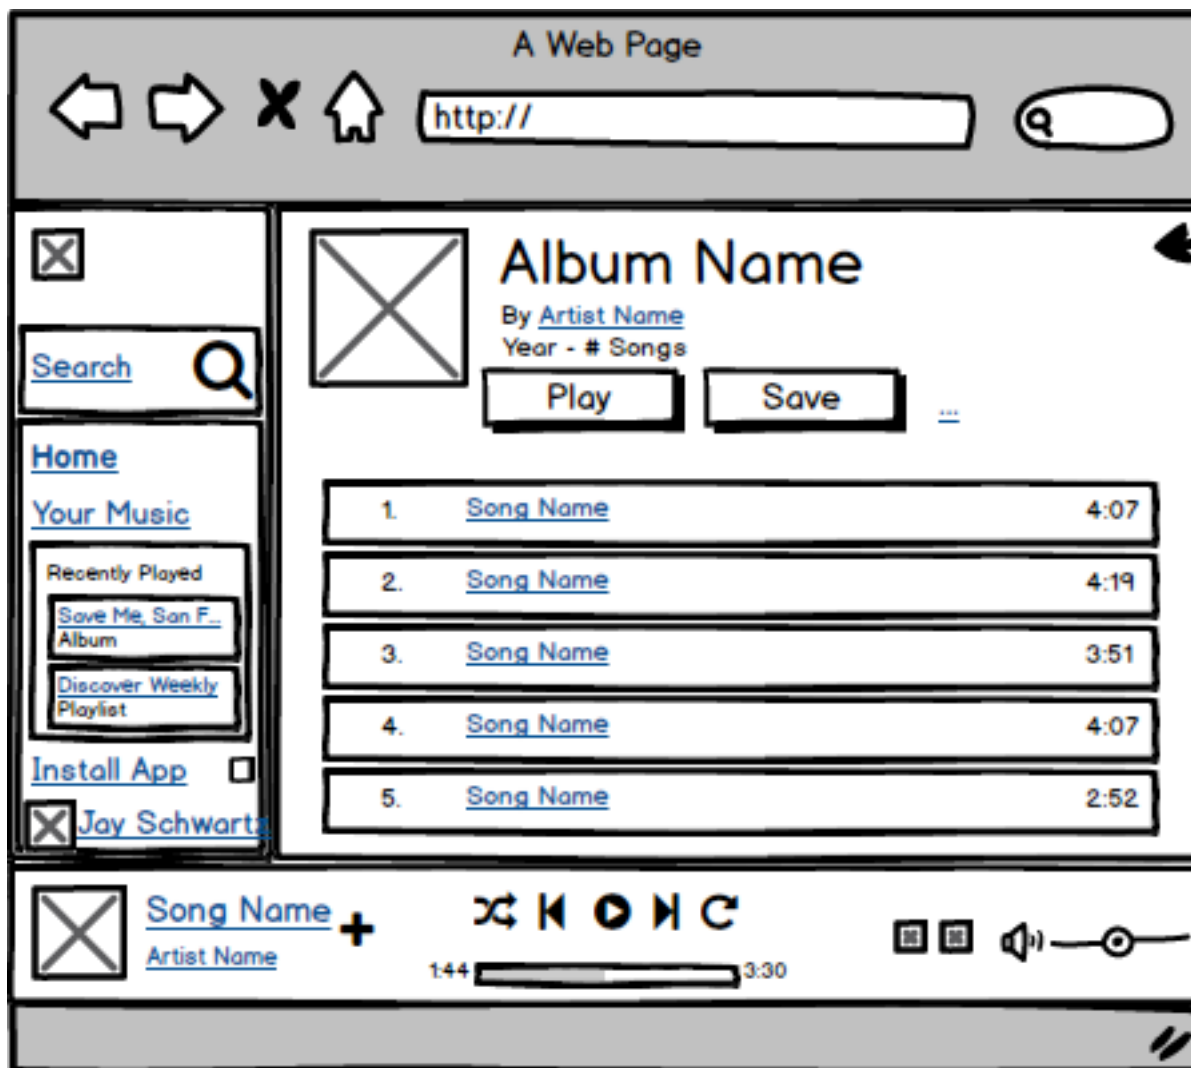 A Web Page
http://
Search
Home
Your Music
Recently Played
Save Me, San F...
Album
Discover Weekly
Playlist
Install App
Jay Schwartz
Album Name
By Artist Name
Year - # Songs
Play Save ...
1. Song Name 4:07
2. Song Name 4:19
3. Song Name 3:51
4. Song Name 4:07
5. Song Name 2:52
Song Name
Artist Name
1:44 3:30